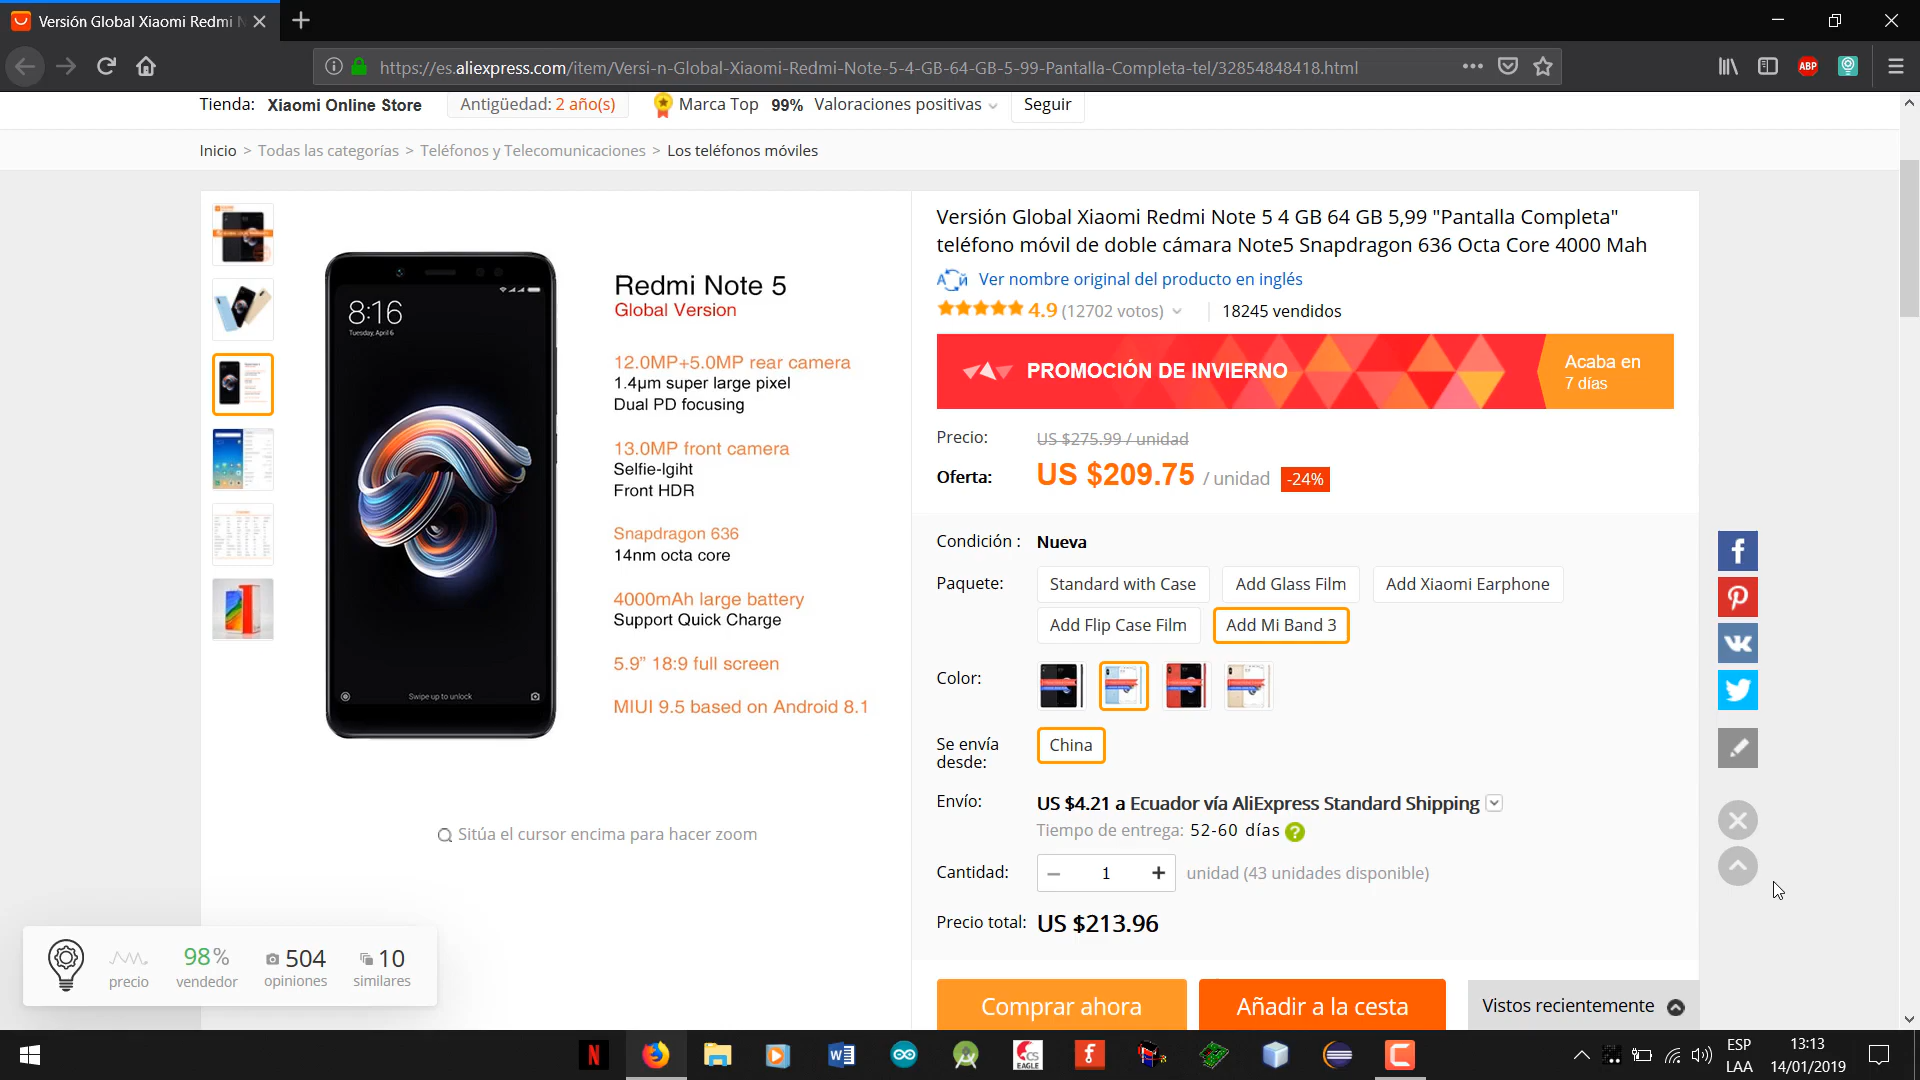 Versión Global Xiaomi Redmi N
https://es.aliexpress.com/item/Versi-n-Global-Xiaomi-Redmi-Note-5-4-GB-64-GB-5-99-Pantalla-Completa-tel/32854848418.html
ABP
Tienda: Xiaomi Online Store Antigüedad: 2 año(s) Marca Top 99% Valoraciones positivas Seguir
Inicio > Todas las categorías > Teléfonos y Telecomunicaciones > Los teléfonos móviles
Versión Global Xiaomi Redmi Note 5 4 GB 64 GB 5,99 "Pantalla Completa"
teléfono móvil de doble cámara Note5 Snapdragon 636 Octa Core 4000 Mah
Ver nombre original del producto en inglés
4.9 (12702 votos) 18245 vendidos
PROMOCIÓN DE INVIERNO
Acaba en
7 días
Precio: US $275.99 / unidad
Oferta: US $209.75 / unidad -24%
Condición : Nueva
Paquete: Standard with Case Add Glass Film Add Xiaomi Earphone
Add Flip Case Film Add Mi Band 3
Color:
Se envía
desde:
China
Envío: US $4.21 a Ecuador vía AliExpress Standard Shipping
Tiempo de entrega: 52-60 días ?
Cantidad: − 1 + unidad (43 unidades disponible)
Precio total: US $213.96
Comprar ahora Añadir a la cesta Vistos recientemente
8:16
Tuesday, April 6
Swipe up to unlock
Redmi Note 5
Global Version
12.0MP+5.0MP rear camera
1.4μm super large pixel
Dual PD focusing
13.0MP front camera
Selfie-lgiht
Front HDR
Snapdragon 636
14nm octa core
4000mAh large battery
Support Quick Charge
5.9” 18:9 full screen
MIUI 9.5 based on Android 8.1
Sitúa el cursor encima para hacer zoom
98% 504 10
precio vendedor opiniones similares
N
W
CS
EAGLE
f
C
ESP
LAA
13:13
14/01/2019